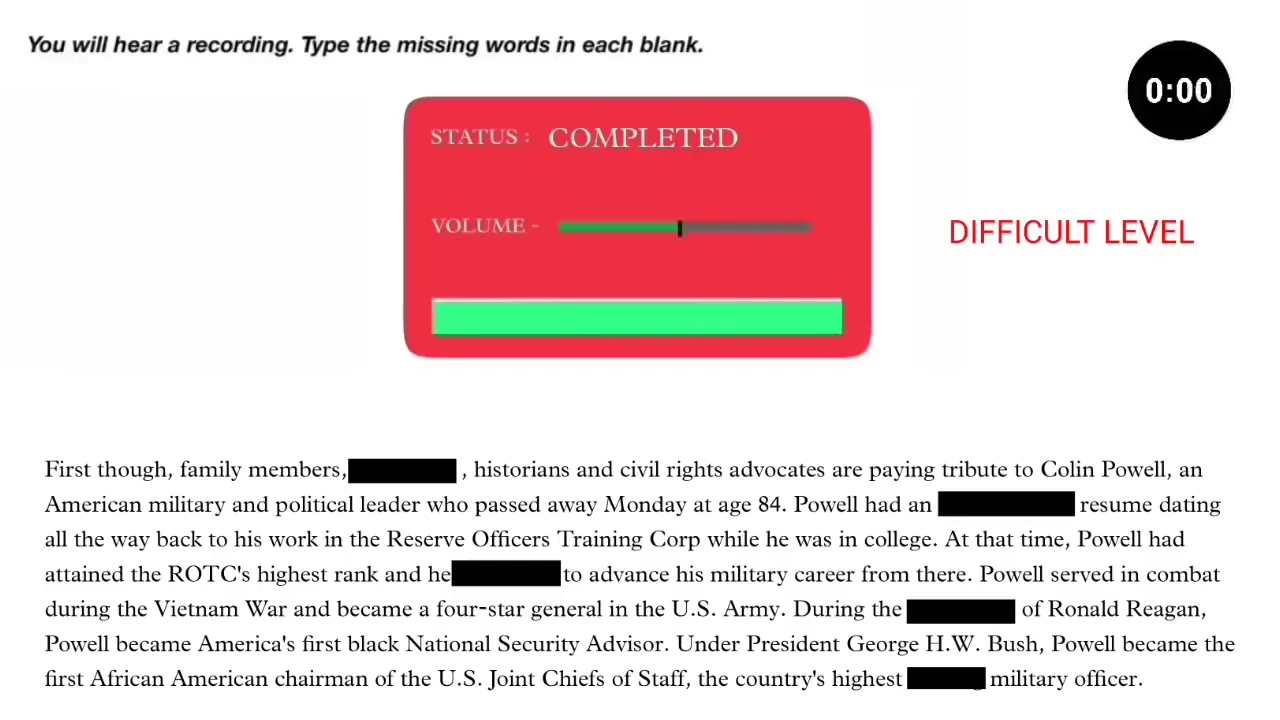 You will hear a recording. Type the missing words in each blank.
0:00
STATUS : COMPLETED
VOLUME -
DIFFICULT LEVEL
First though, family members, , historians and civil rights advocates are paying tribute to Colin Powell, an
American military and political leader who passed away Monday at age 84. Powell had an resume dating
all the way back to his work in the Reserve Officers Training Corp while he was in college. At that time, Powell had
attained the ROTC's highest rank and he to advance his military career from there. Powell served in combat
during the Vietnam War and became a four-star general in the U.S. Army. During the of Ronald Reagan,
Powell became America's first black National Security Advisor. Under President George H.W. Bush, Powell became the
first African American chairman of the U.S. Joint Chiefs of Staff, the country's highest military officer.